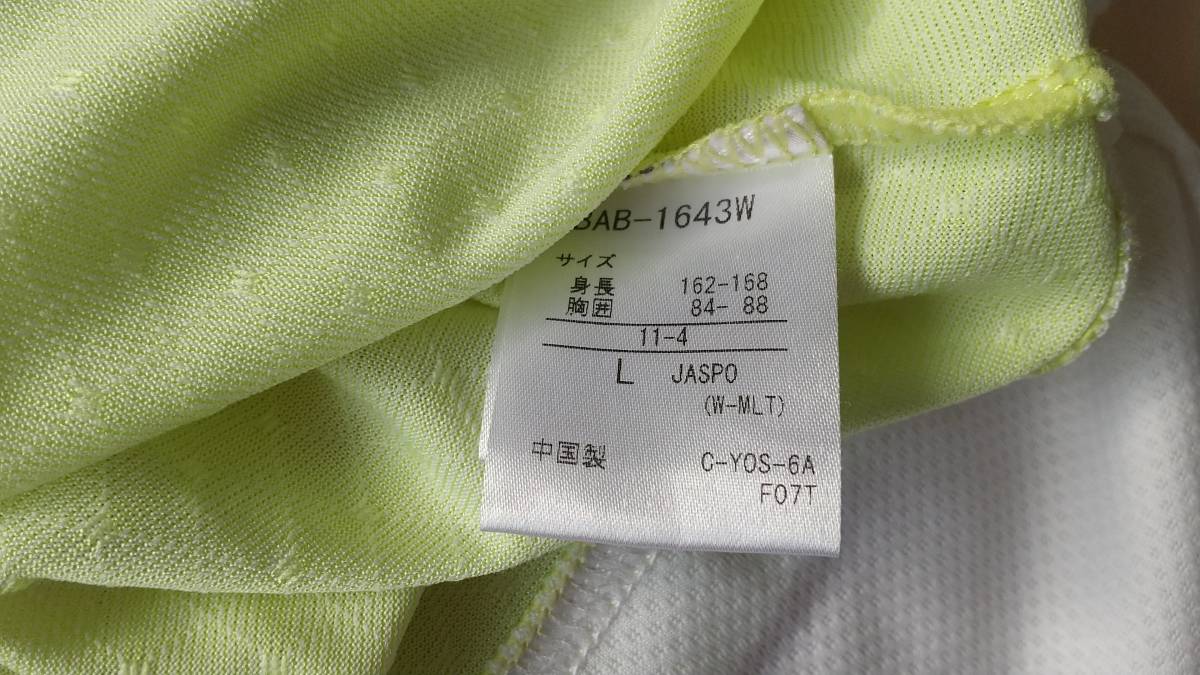 BAB-1643W
サイズ
身長 162-168
胸囲 84- 88
11-4
L JASPO
(W-MLT)
中国製 C-YOS-6A
F07T